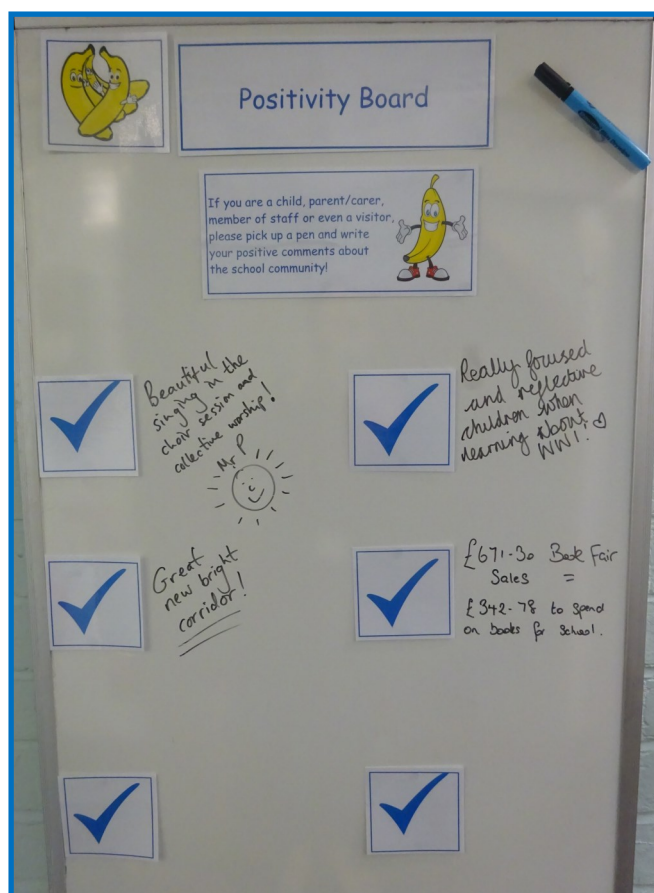 Positivity Board
If you are a child, parent/carer,
member of staff or even a visitor,
please pick up a pen and write
your positive comments about
the school community!
Beautiful
singing in the
choir session and
collective worship!
Mr P
Really focused
and reflective
children when
learning about
WW1.
Great
new bright
corridor!
£671-30 Book Fair
Sales =
£342-78 to spend
on books for school.